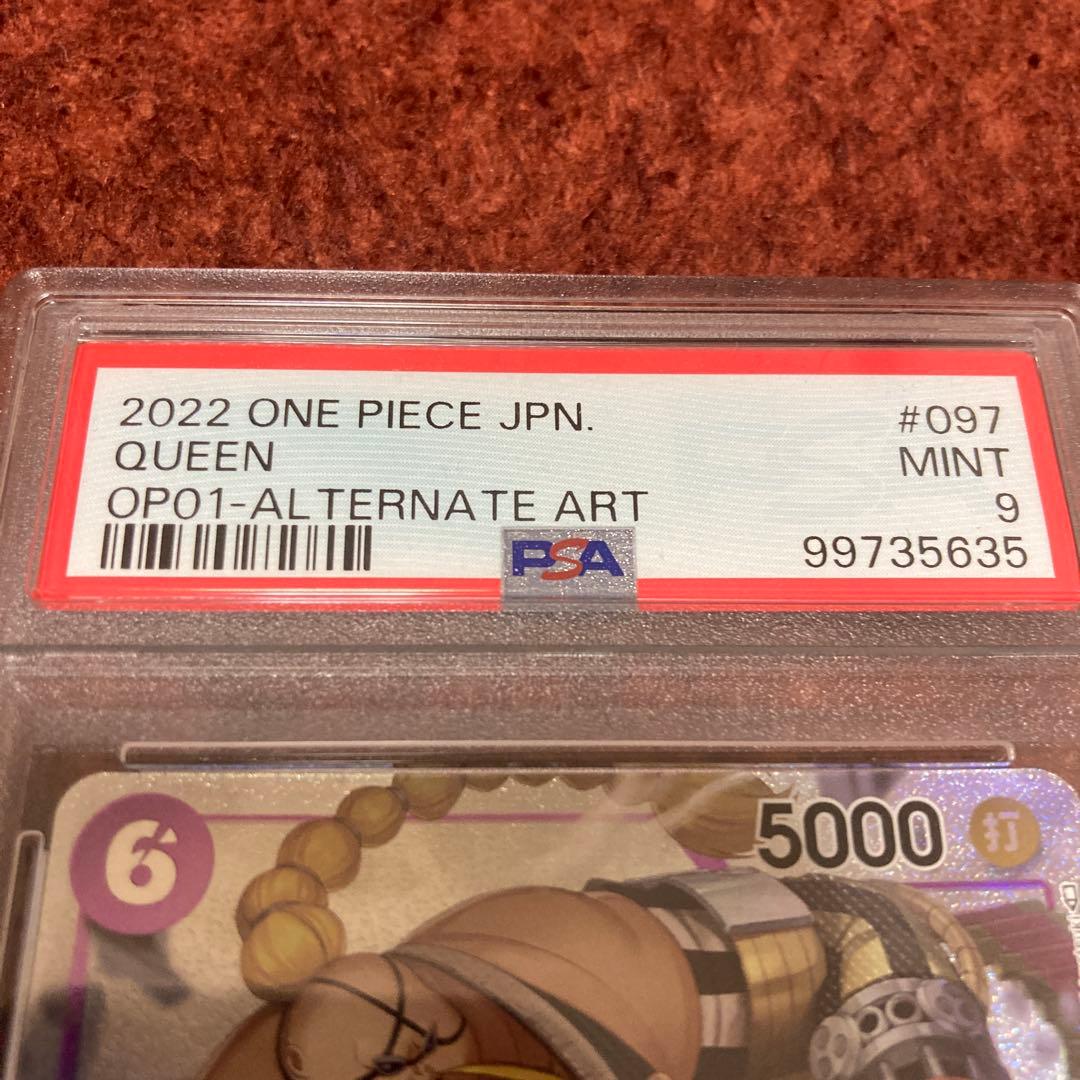 2022 ONE PIECE JPN. #097
QUEEN MINT
OP01-ALTERNATE ART 9
PSA 99735635
6 5000 打